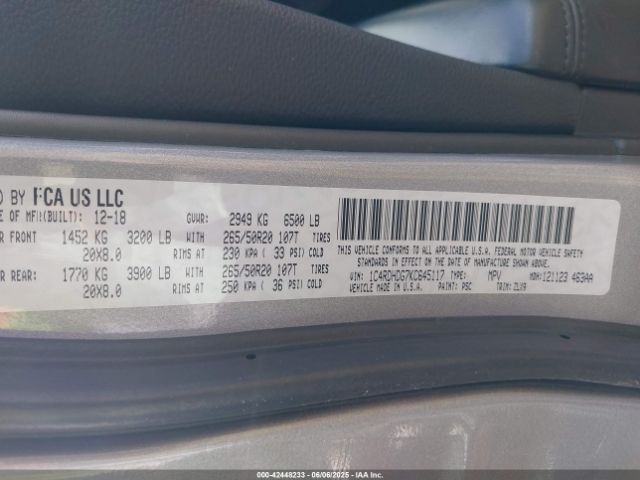 ) BY FCA US LLC
E OF MFR(BUILT): 12-18 GVWR: 2949 KG 6500 LB
R FRONT 1452 KG 3200 LB WITH 265/50R20 107T TIRES
20X8.0 RIMS AT 230 KPA ( 33 PSI) COLD
R REAR: 1770 KG 3900 LB WITH 265/50R20 107T TIRES
20X8.0 RIMS AT 250 KPA ( 36 PSI) COLD
THIS VEHICLE CONFORMS TO ALL APPLICABLE U.S.A. FEDERAL MOTOR VEHICLE SAFETY
STANDARDS IN EFFECT ON THE DATE OF MANUFACTURE SHOWN ABOVE.
VIN: 1C4RDHDG7KC645117 TYPE: MPV MDH:121123 463AA
VEHICLE MADE IN U.S.A. PAINT: PSC TRIM: ZLX9
000-42448233 - 06/06/2025 - IAA Inc.